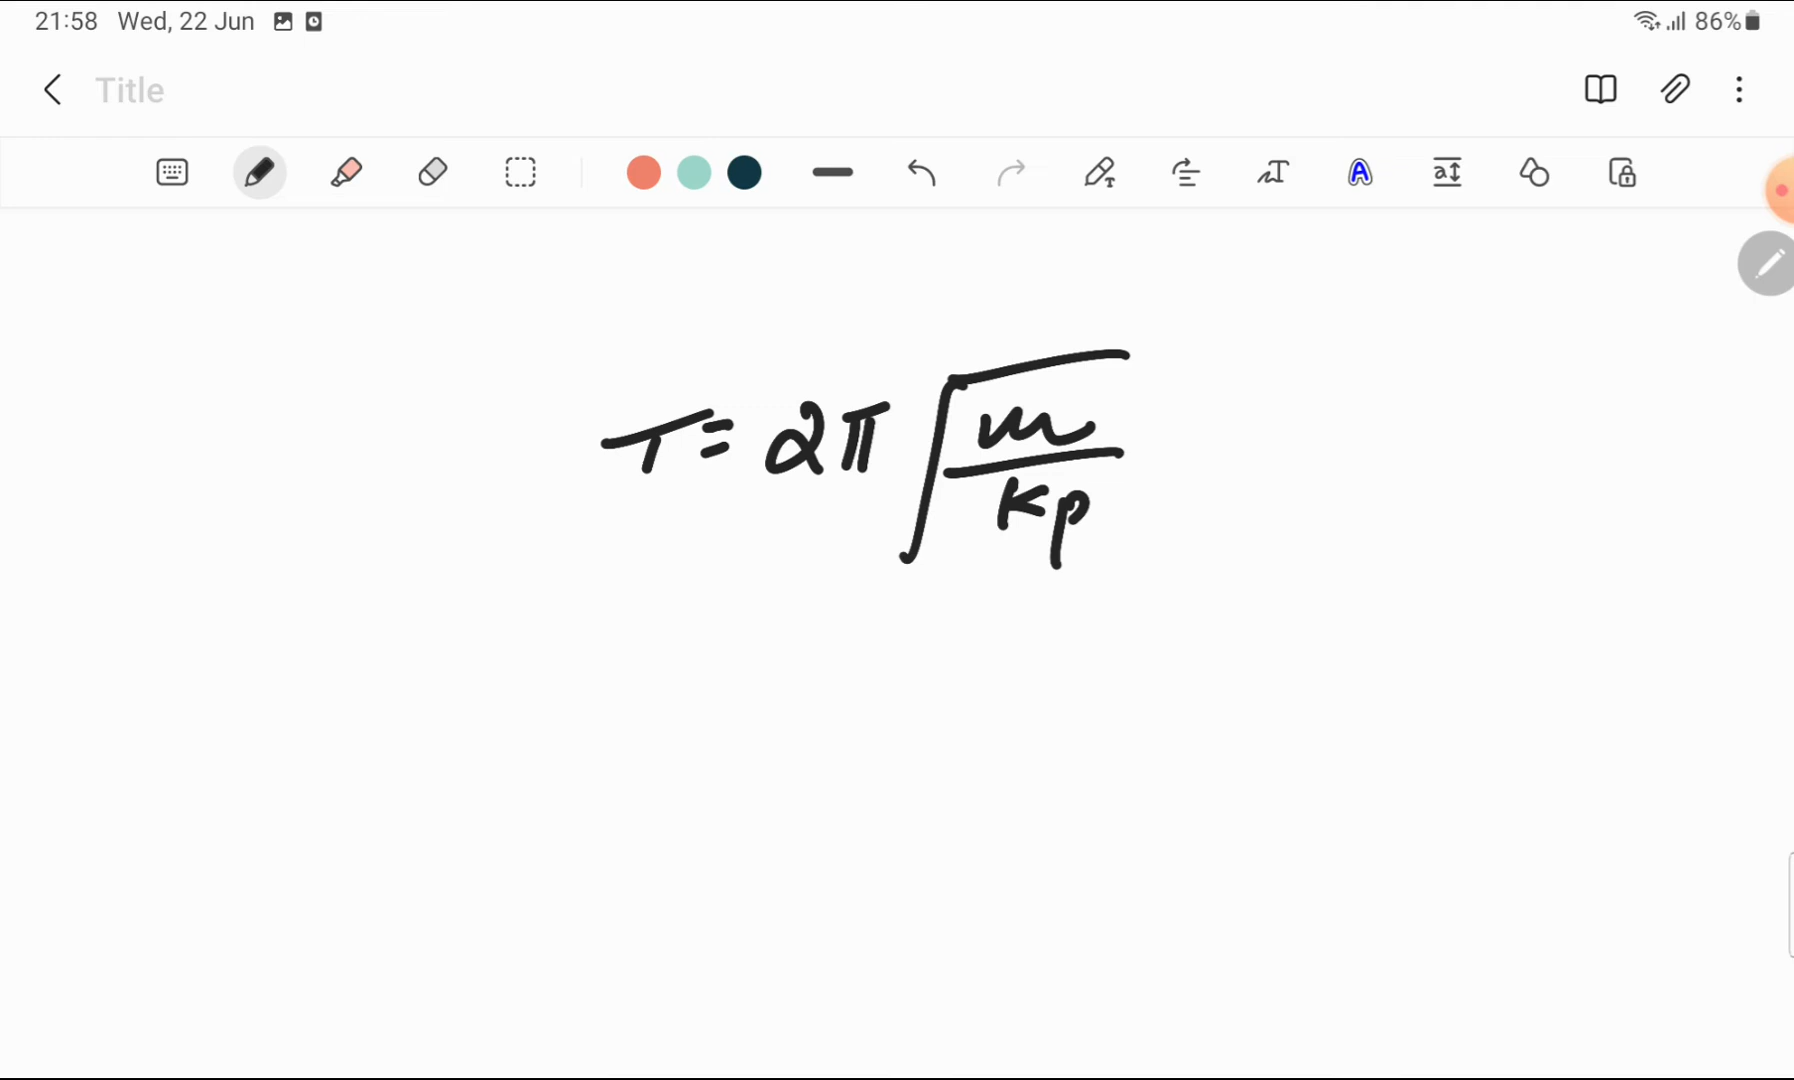 21:58 Wed, 22 Jun 86%
Title
T = 2π √(m/kp)